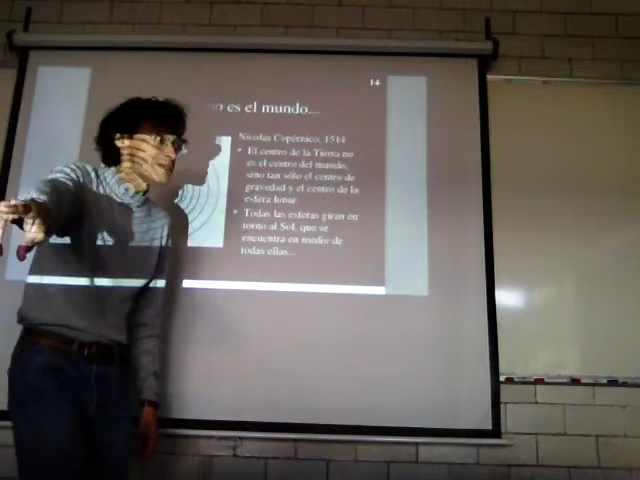 14
es el mundo...
Nicolás Copérnico, 1514
• El centro de la Tierra no
es el centro del mundo,
sino tan sólo el centro de
gravedad y el centro de la
esfera lunar
• Todas las esferas giran en
torno al Sol, que se
encuentra en medio de
todas ellas...